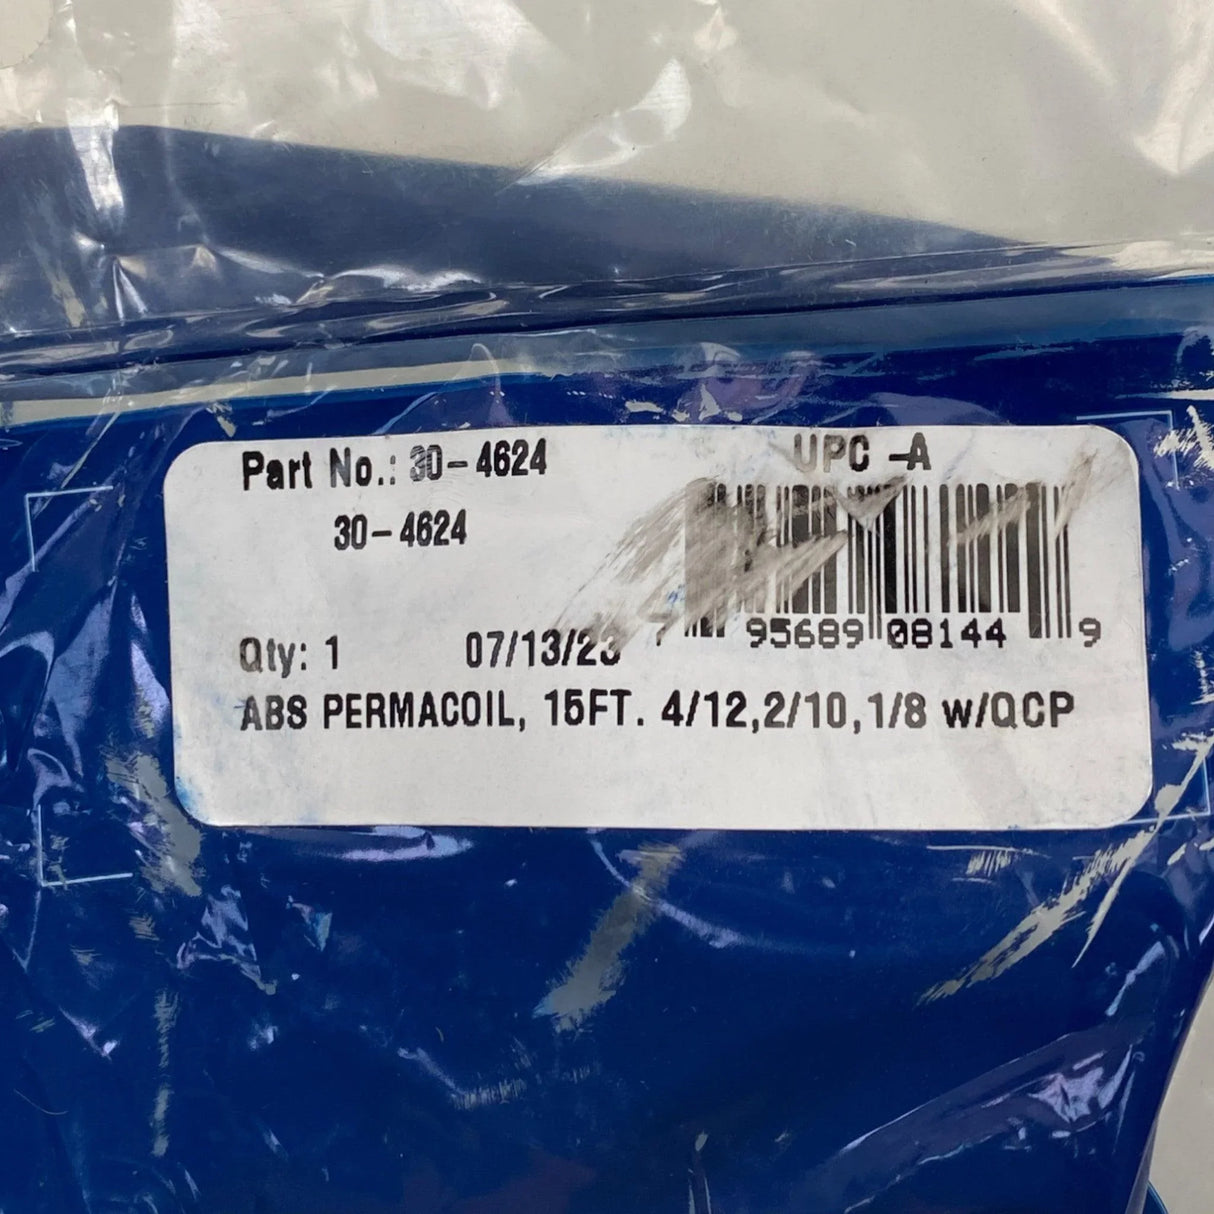 Part No.: 30-4624
UPC-A
30-4624
7 95689 08144 9
Qty: 1 07/13/23
ABS PERMACOIL, 15FT. 4/12,2/10,1/8 w/QCP